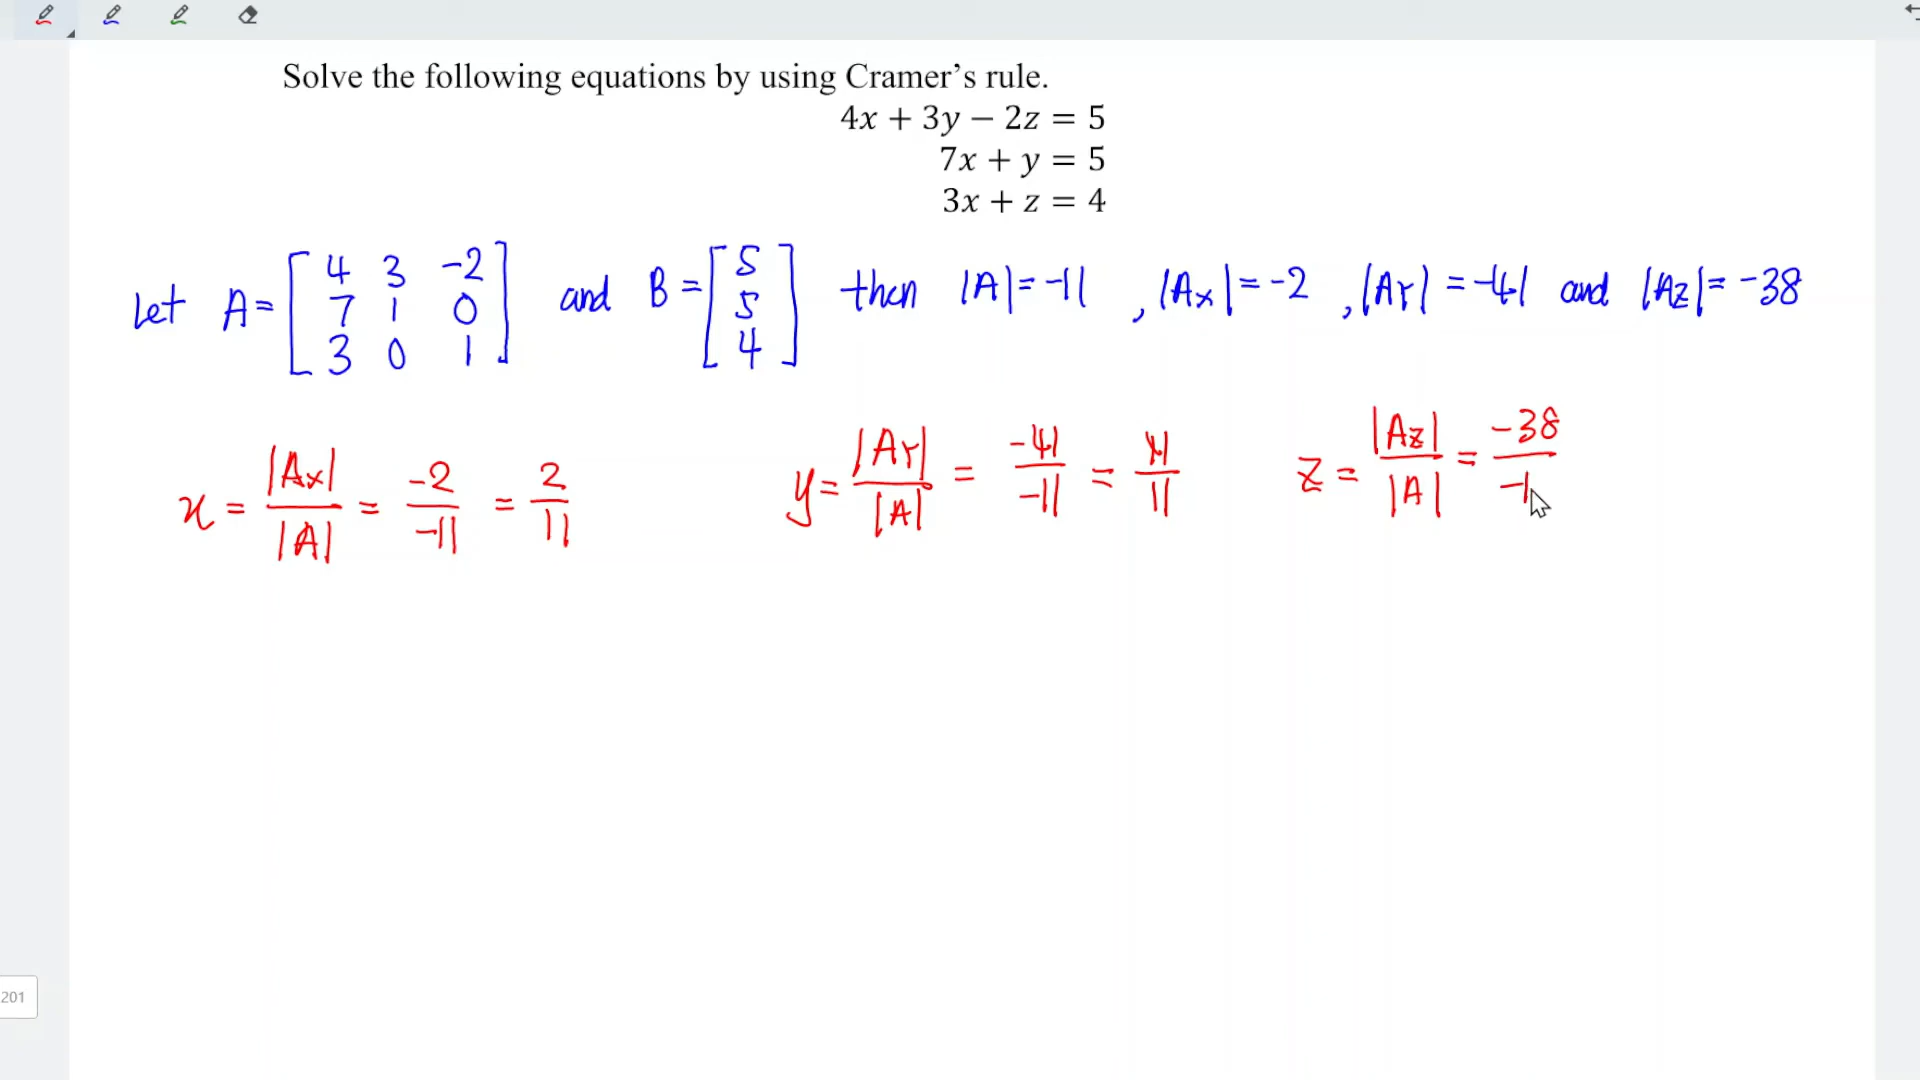 Solve the following equations by using Cramer’s rule.
4x + 3y − 2z = 5
7x + y = 5
3x + z = 4
Let A = [4 3 -2; 7 1 0; 3 0 1] and B = [5; 5; 4] then |A| = -11 , |Ax| = -2 , |AY| = -41 and |Az| = -38
x = |Ax| / |A| = -2 / -11 = 2 / 11
y = |AY| / |A| = -41 / -11 = 41 / 11
z = |Az| / |A| = -38 / -1
201